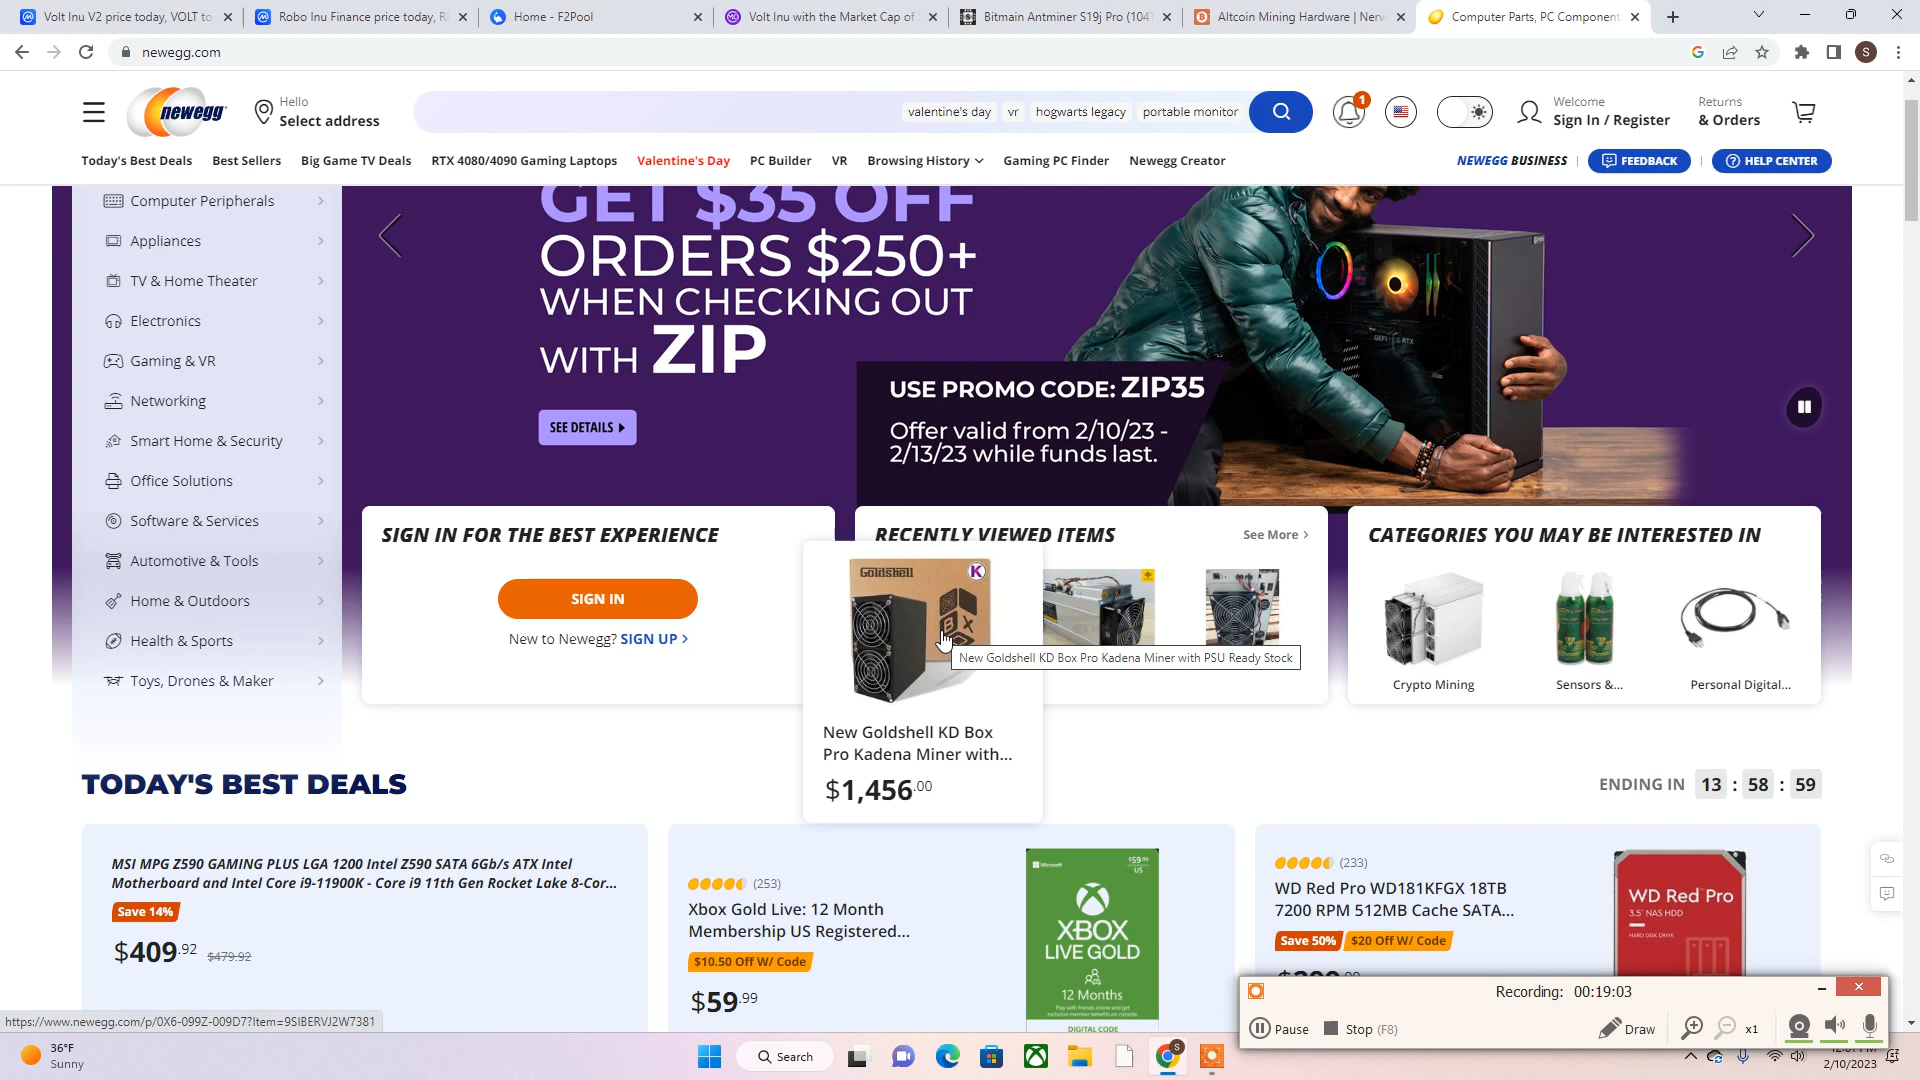 Volt Inu V2 price today, VOLT to
Robo Inu Finance price today, R
Home - F2Pool
Volt Inu with the Market Cap of
Bitmain Antminer S19j Pro (104
Altcoin Mining Hardware | Nerv
Computer Parts, PC Component
newegg.com
S
newegg
Hello
Select address
valentine's day
vr
hogwarts legacy
portable monitor
1
Welcome
Sign In / Register
Returns
& Orders
Today's Best Deals
Best Sellers
Big Game TV Deals
RTX 4080/4090 Gaming Laptops
Valentine's Day
PC Builder
VR
Browsing History
Gaming PC Finder
Newegg Creator
NEWEGG BUSINESS
FEEDBACK
HELP CENTER
Computer Peripherals
Appliances
TV & Home Theater
Electronics
Gaming & VR
Networking
Smart Home & Security
Office Solutions
Software & Services
Automotive & Tools
Home & Outdoors
Health & Sports
Toys, Drones & Maker
GET $35 OFF
ORDERS $250+
WHEN CHECKING OUT
WITH ZIP
SEE DETAILS
USE PROMO CODE: ZIP35
Offer valid from 2/10/23 -
2/13/23 while funds last.
SIGN IN FOR THE BEST EXPERIENCE
SIGN IN
New to Newegg? SIGN UP >
RECENTLY VIEWED ITEMS
See More >
Goldshell
K
New Goldshell KD Box Pro Kadena Miner with PSU Ready Stock
New Goldshell KD Box
Pro Kadena Miner with...
$1,456.00
CATEGORIES YOU MAY BE INTERESTED IN
Crypto Mining
Sensors &...
Personal Digital...
TODAY'S BEST DEALS
ENDING IN 13 : 58 : 59
MSI MPG Z590 GAMING PLUS LGA 1200 Intel Z590 SATA 6Gb/s ATX Intel
Motherboard and Intel Core i9-11900K - Core i9 11th Gen Rocket Lake 8-Cor...
Save 14%
$409.92 $479.92
(253)
Xbox Gold Live: 12 Month
Membership US Registered...
$10.50 Off W/ Code
$59.99
Microsoft
$59.99
US
XBOX
LIVE GOLD
12 Months
DIGITAL CODE
(233)
WD Red Pro WD181KFGX 18TB
7200 RPM 512MB Cache SATA...
Save 50%
$20 Off W/ Code
WD Red Pro
3.5" NAS HDD
Recording: 00:19:03
Pause
Stop (F8)
Draw
x1
https://www.newegg.com/p/0X6-099Z-009D7?Item=9SIBERVJ2W7381
36°F
Sunny
Search
S
2/10/2023